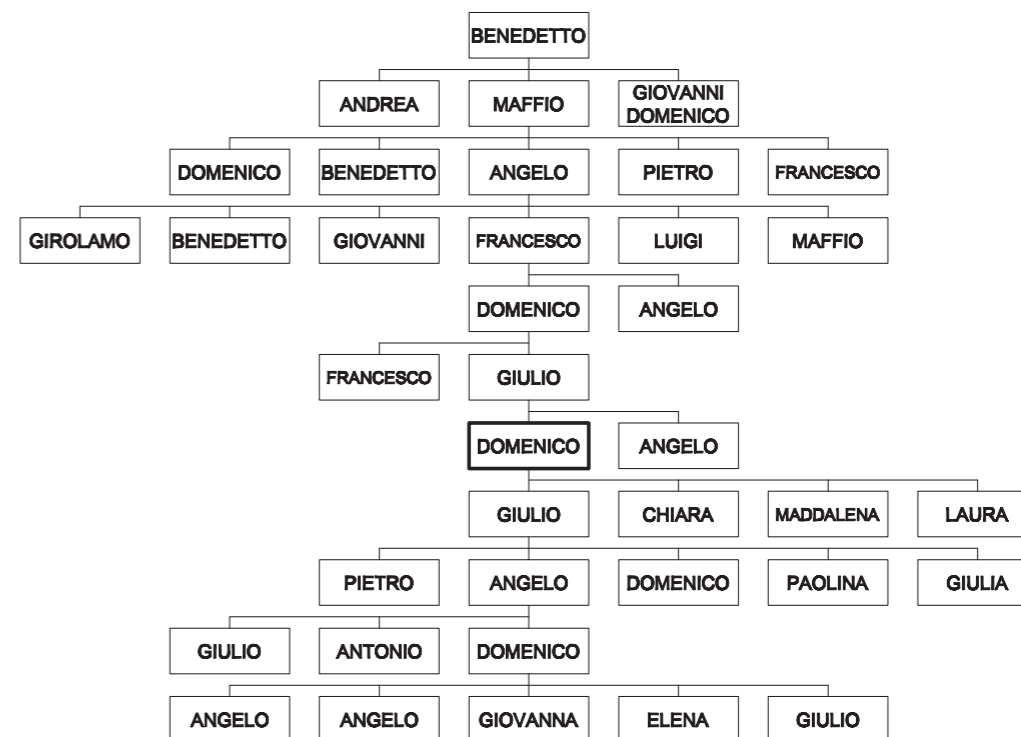 BENEDETTO
ANDREA
MAFFIO
GIOVANNI
DOMENICO
DOMENICO
BENEDETTO
ANGELO
PIETRO
FRANCESCO
GIROLAMO
BENEDETTO
GIOVANNI
FRANCESCO
LUIGI
MAFFIO
DOMENICO
ANGELO
FRANCESCO
GIULIO
DOMENICO
ANGELO
GIULIO
CHIARA
MADDALENA
LAURA
PIETRO
ANGELO
DOMENICO
PAOLINA
GIULIA
GIULIO
ANTONIO
DOMENICO
ANGELO
ANGELO
GIOVANNA
ELENA
GIULIO